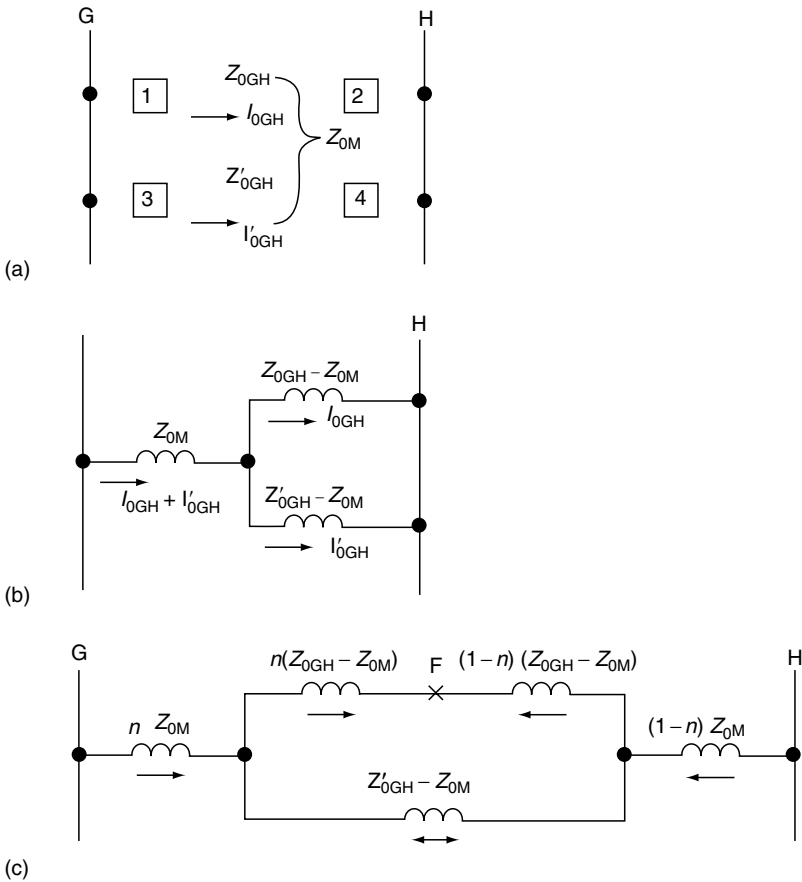 G
H
1
Z0GH
2
I0GH
Z0M
3
Z′0GH
4
I′0GH
(a)
H
Z0GH – Z0M
I0GH
Z0M
I0GH + I′0GH
Z′0GH – Z0M
I′0GH
(b)
G
n(Z0GH – Z0M)
F
(1–n) (Z0GH – Z0M)
H
n Z0M
(1–n) Z0M
Z′0GH – Z0M
(c)